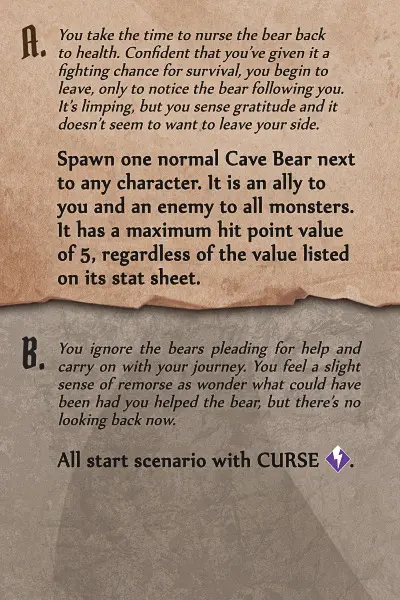 A. You take the time to nurse the bear back
to health. Confident that you've given it a
fighting chance for survival, you begin to
leave, only to notice the bear following you.
It's limping, but you sense gratitude and it
doesn't seem to want to leave your side.
Spawn one normal Cave Bear next
to any character. It is an ally to
you and an enemy to all monsters.
It has a maximum hit point value
of 5, regardless of the value listed
on its stat sheet.
B. You ignore the bears pleading for help and
carry on with your journey. You feel a slight
sense of remorse as wonder what could have
been had you helped the bear, but there's no
looking back now.
All start scenario with CURSE .